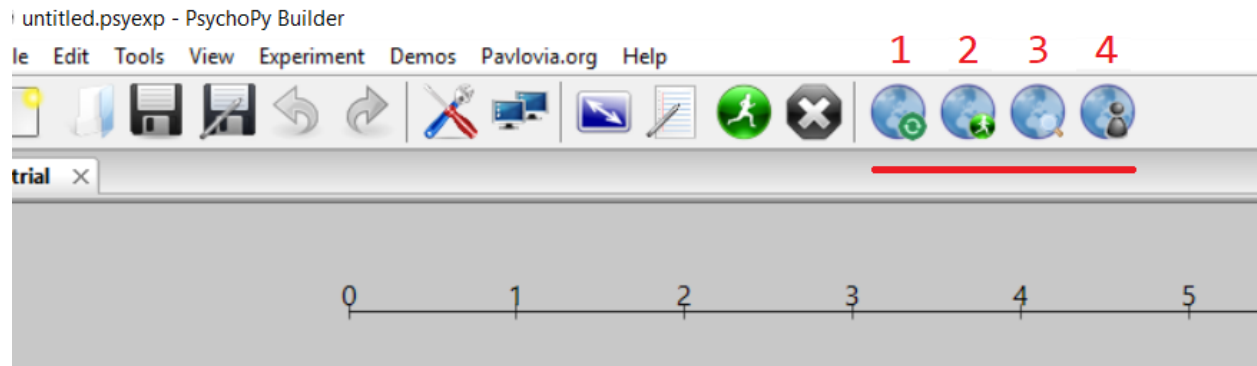 untitled.psyexp - PsychoPy Builder
le Edit Tools View Experiment Demos Pavlovia.org Help
1 2 3 4
trial
0 1 2 3 4 5